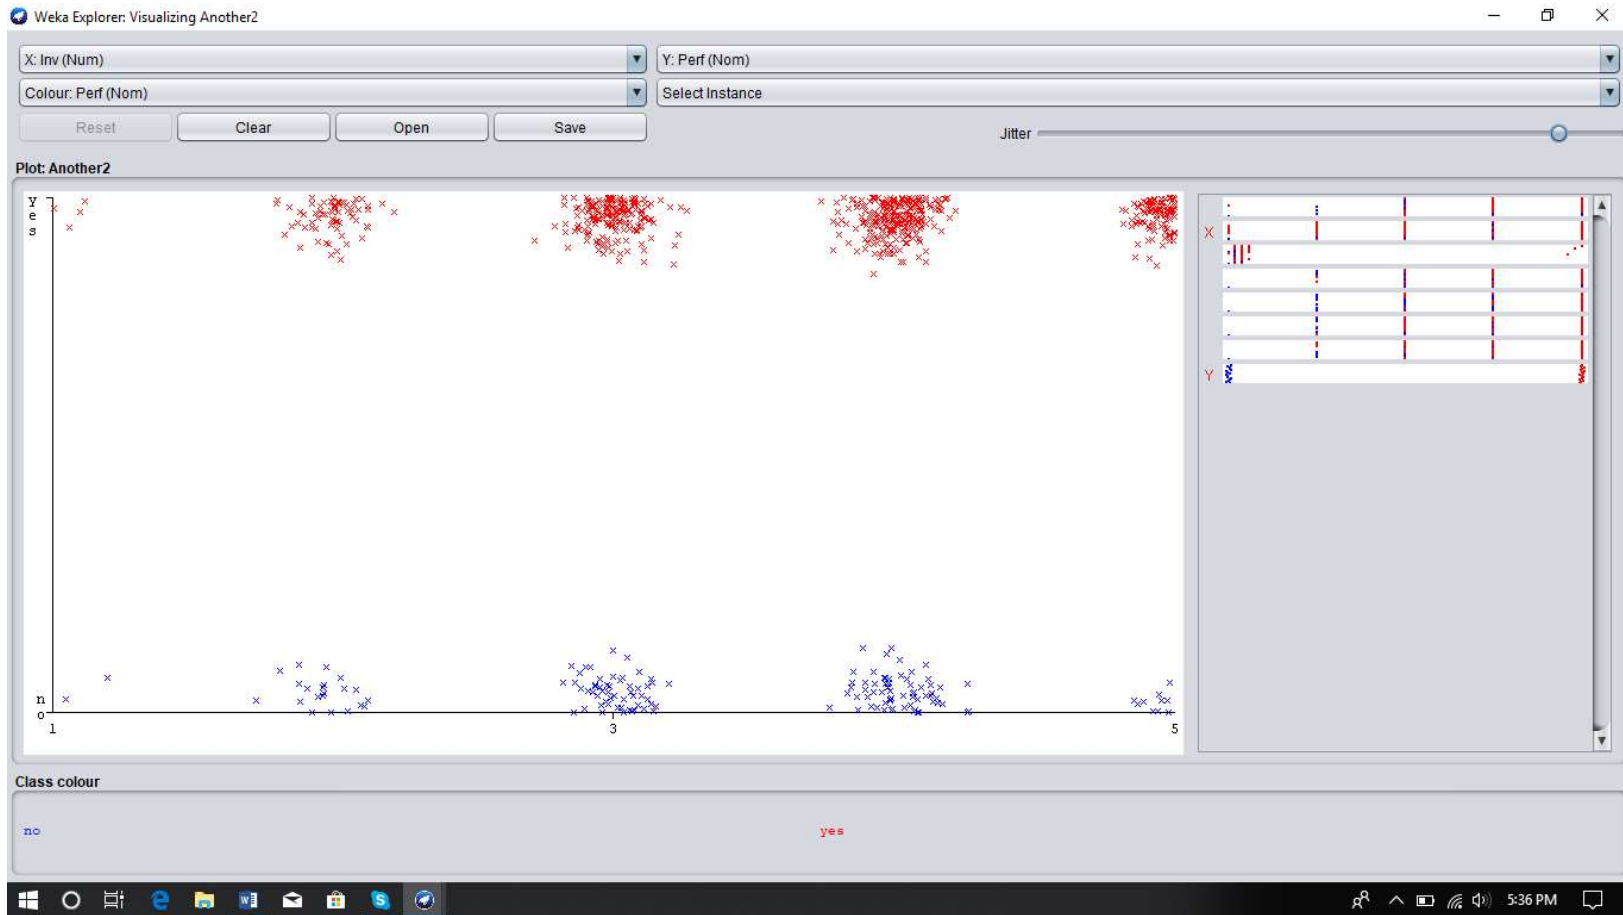 Weka Explorer: Visualizing Another2
X: Inv (Num)
Y: Perf (Nom)
Colour: Perf (Nom)
Select Instance
Reset
Clear
Open
Save
Jitter
Plot: Another2
yes
no
1
3
5
X
Y
Class colour
no
yes
5:36 PM